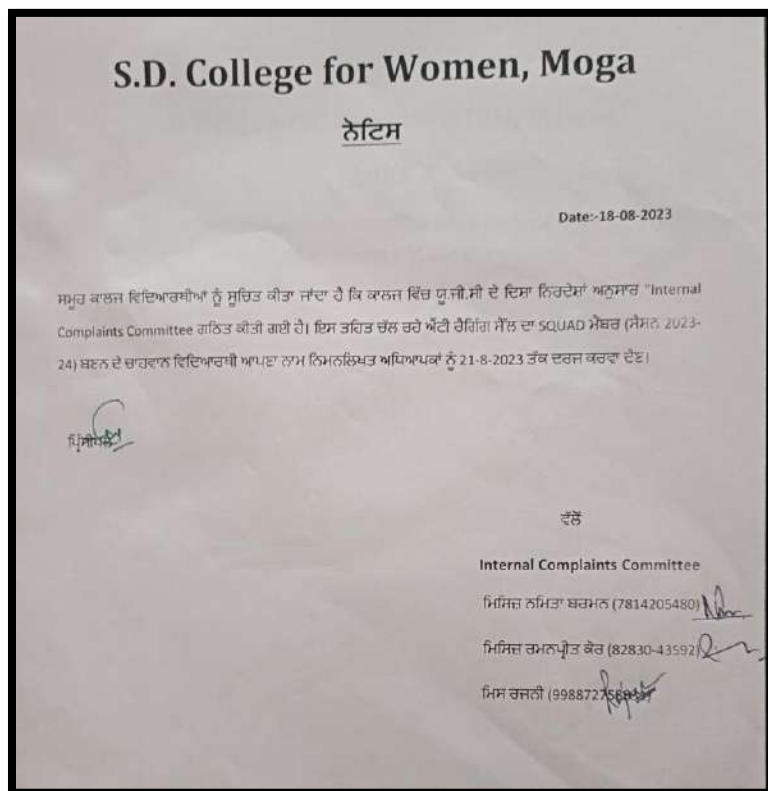 S.D. College for Women, Moga
ਨੋਟਿਸ
Date:-18-08-2023
ਸਮੂਹ ਕਾਲਜ ਵਿਦਿਆਰਥੀਆਂ ਨੂੰ ਸੂਚਿਤ ਕੀਤਾ ਜਾਂਦਾ ਹੈ ਕਿ ਕਾਲਜ ਵਿੱਚ ਯੂ.ਜੀ.ਸੀ ਦੇ ਦਿਸ਼ਾ ਨਿਰਦੇਸ਼ਾਂ ਅਨੁਸਾਰ "Internal
Complaints Committee ਗਠਿਤ ਕੀਤੀ ਗਈ ਹੈ। ਇਸ ਤਹਿਤ ਚੱਲ ਰਹੇ ਐਂਟੀ ਰੈਗਿੰਗ ਸੈੱਲ ਦਾ SQUAD ਮੈਂਬਰ (ਸੈਸ਼ਨ 2023-
24) ਬਣਨ ਦੇ ਚਾਹਵਾਨ ਵਿਦਿਆਰਥੀ ਆਪਣਾ ਨਾਮ ਨਿਮਨਲਿਖਤ ਅਧਿਆਪਕਾਂ ਨੂੰ 21-8-2023 ਤੱਕ ਦਰਜ ਕਰਵਾ ਦੇਣ।
ਵੱਲੋਂ
Internal Complaints Committee
ਮਿਸਿਜ਼ ਨਮਿਤਾ ਬਰਮਨ (7814205480)
ਮਿਸਿਜ਼ ਰਮਨਪ੍ਰੀਤ ਕੌਰ (82830-43592)
ਮਿਸ ਰਜਨੀ